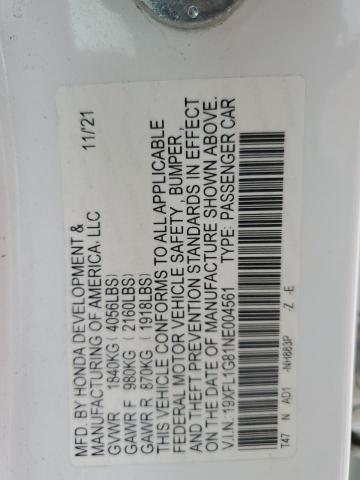 MFD. BY HONDA DEVELOPMENT &
MANUFACTURING OF AMERICA, LLC 11/'21
GVWR 1840KG (4056LBS)
GAWR F 980KG (2160LBS)
GAWR R 870KG (1918LBS)
THIS VEHICLE CONFORMS TO ALL APPLICABLE
FEDERAL MOTOR VEHICLE SAFETY, BUMPER,
AND THEFT PREVENTION STANDARDS IN EFFECT
ON THE DATE OF MANUFACTURE SHOWN ABOVE.
V.I.N.: 19XFL1G81NE004561 TYPE: PASSENGER CAR
T47 N AD1 -NH883P -Z -E